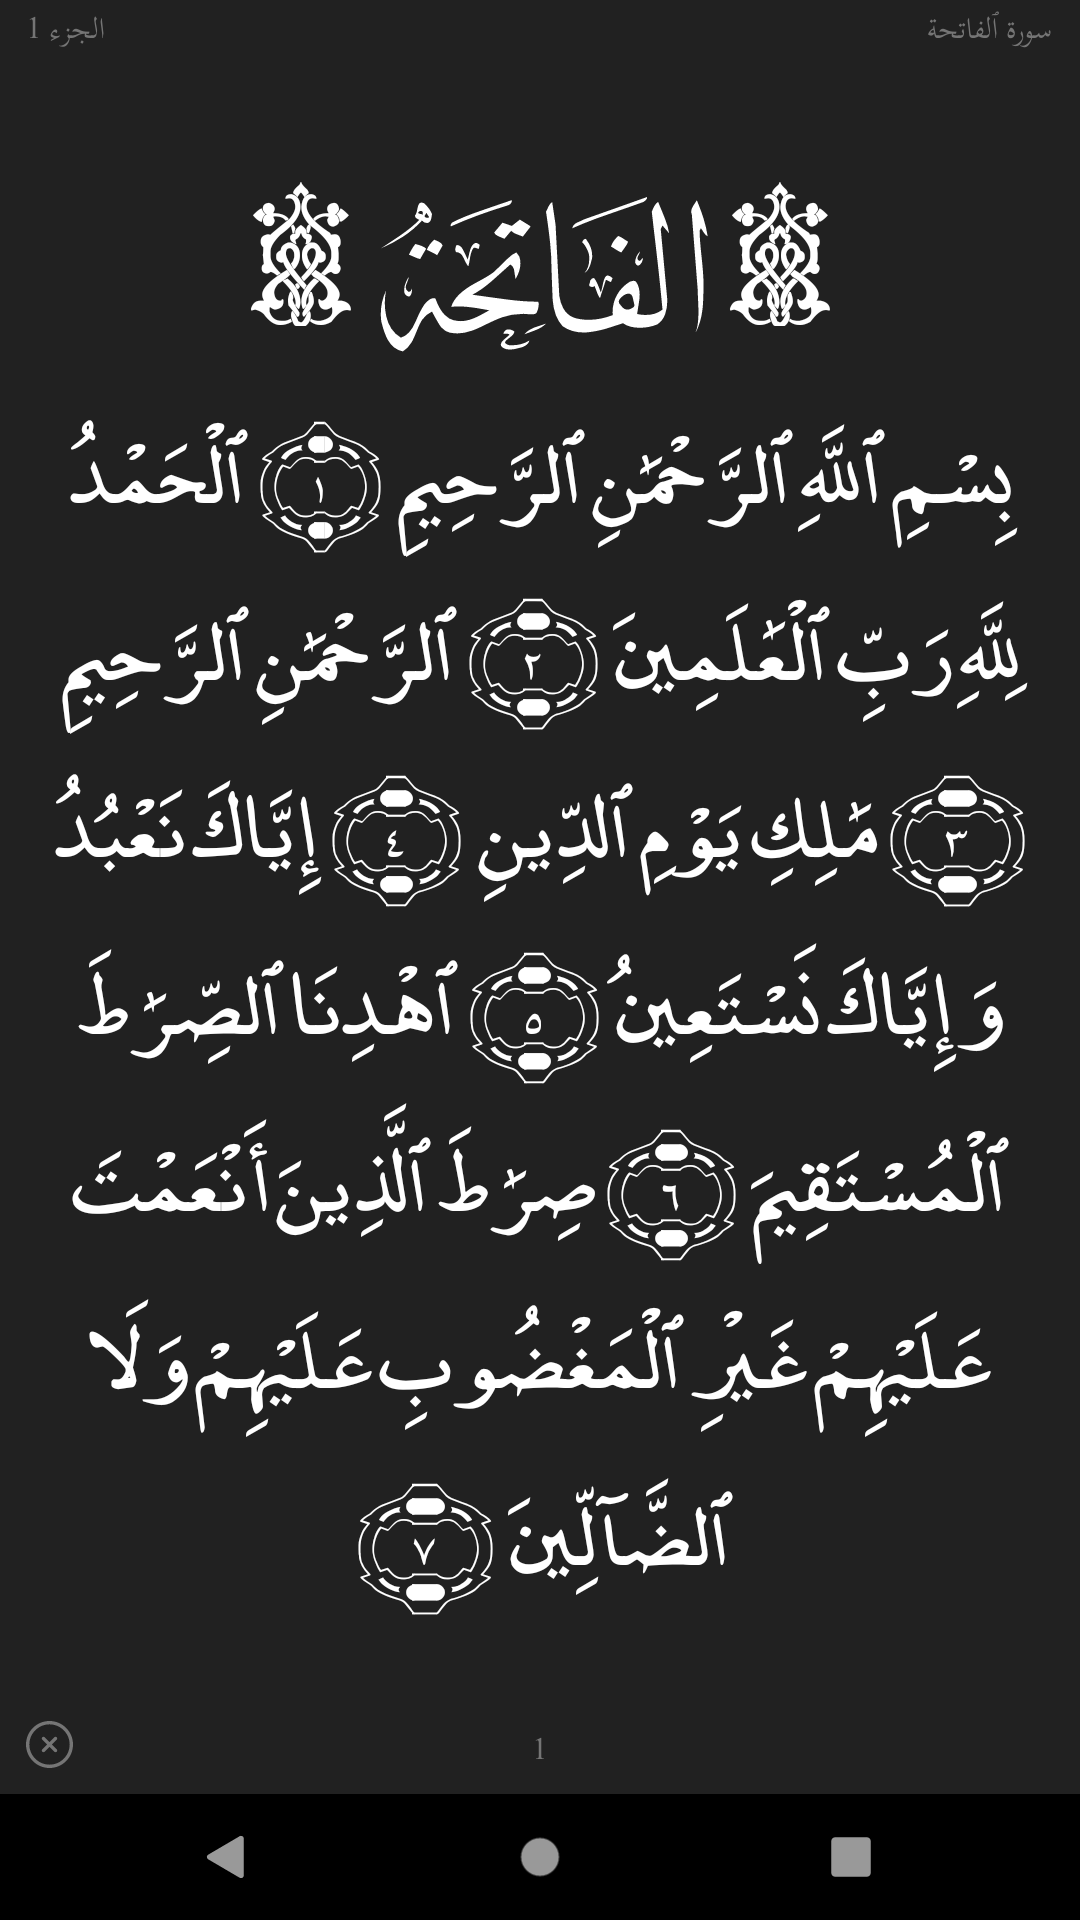 سورة ٱلفاتحة
الجزء 1
الفَاتِحَةُ
بِسْمِ ٱللَّهِ ٱلرَّحْمَٰنِ ٱلرَّحِيمِ ١ ٱلْحَمْدُ
لِلَّهِ رَبِّ ٱلْعَٰلَمِينَ ٢ ٱلرَّحْمَٰنِ ٱلرَّحِيمِ
٣ مَٰلِكِ يَوْمِ ٱلدِّينِ ٤ إِيَّاكَ نَعْبُدُ
وَإِيَّاكَ نَسْتَعِينُ ٥ ٱهْدِنَا ٱلصِّرَٰطَ
ٱلْمُسْتَقِيمَ ٦ صِرَٰطَ ٱلَّذِينَ أَنْعَمْتَ
عَلَيْهِمْ غَيْرِ ٱلْمَغْضُوبِ عَلَيْهِمْ وَلَا
ٱلضَّآلِّينَ ٧
1